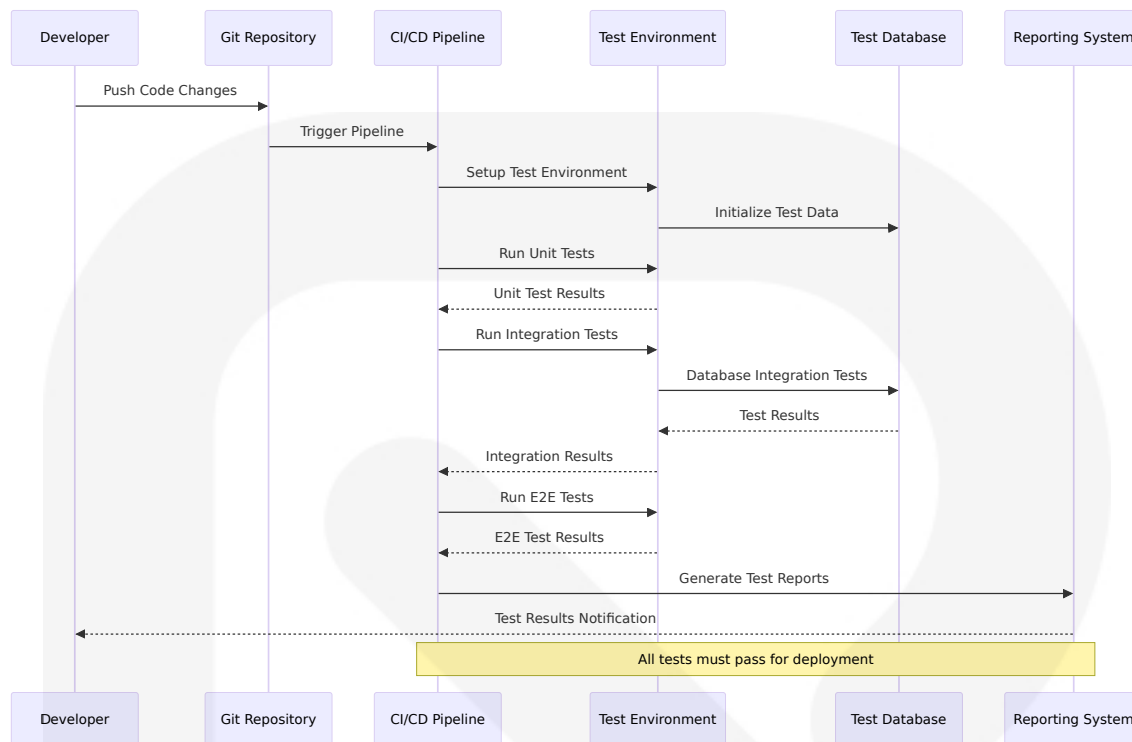 Developer
Git Repository
CI/CD Pipeline
Test Environment
Test Database
Reporting System
Push Code Changes
Trigger Pipeline
Setup Test Environment
Initialize Test Data
Run Unit Tests
Unit Test Results
Run Integration Tests
Database Integration Tests
Test Results
Integration Results
Run E2E Tests
E2E Test Results
Generate Test Reports
Test Results Notification
All tests must pass for deployment
Developer
Git Repository
CI/CD Pipeline
Test Environment
Test Database
Reporting System